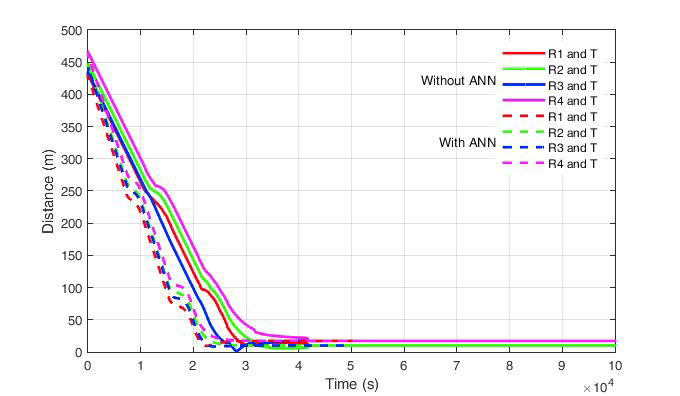 500
450
400
350
300
250
200
150
100
50
0
Distance (m)
0 1 2 3 4 5 6 7 8 9 10
Time (s)
×10⁴
Without ANN
With ANN
R1 and T
R2 and T
R3 and T
R4 and T
R1 and T
R2 and T
R3 and T
R4 and T